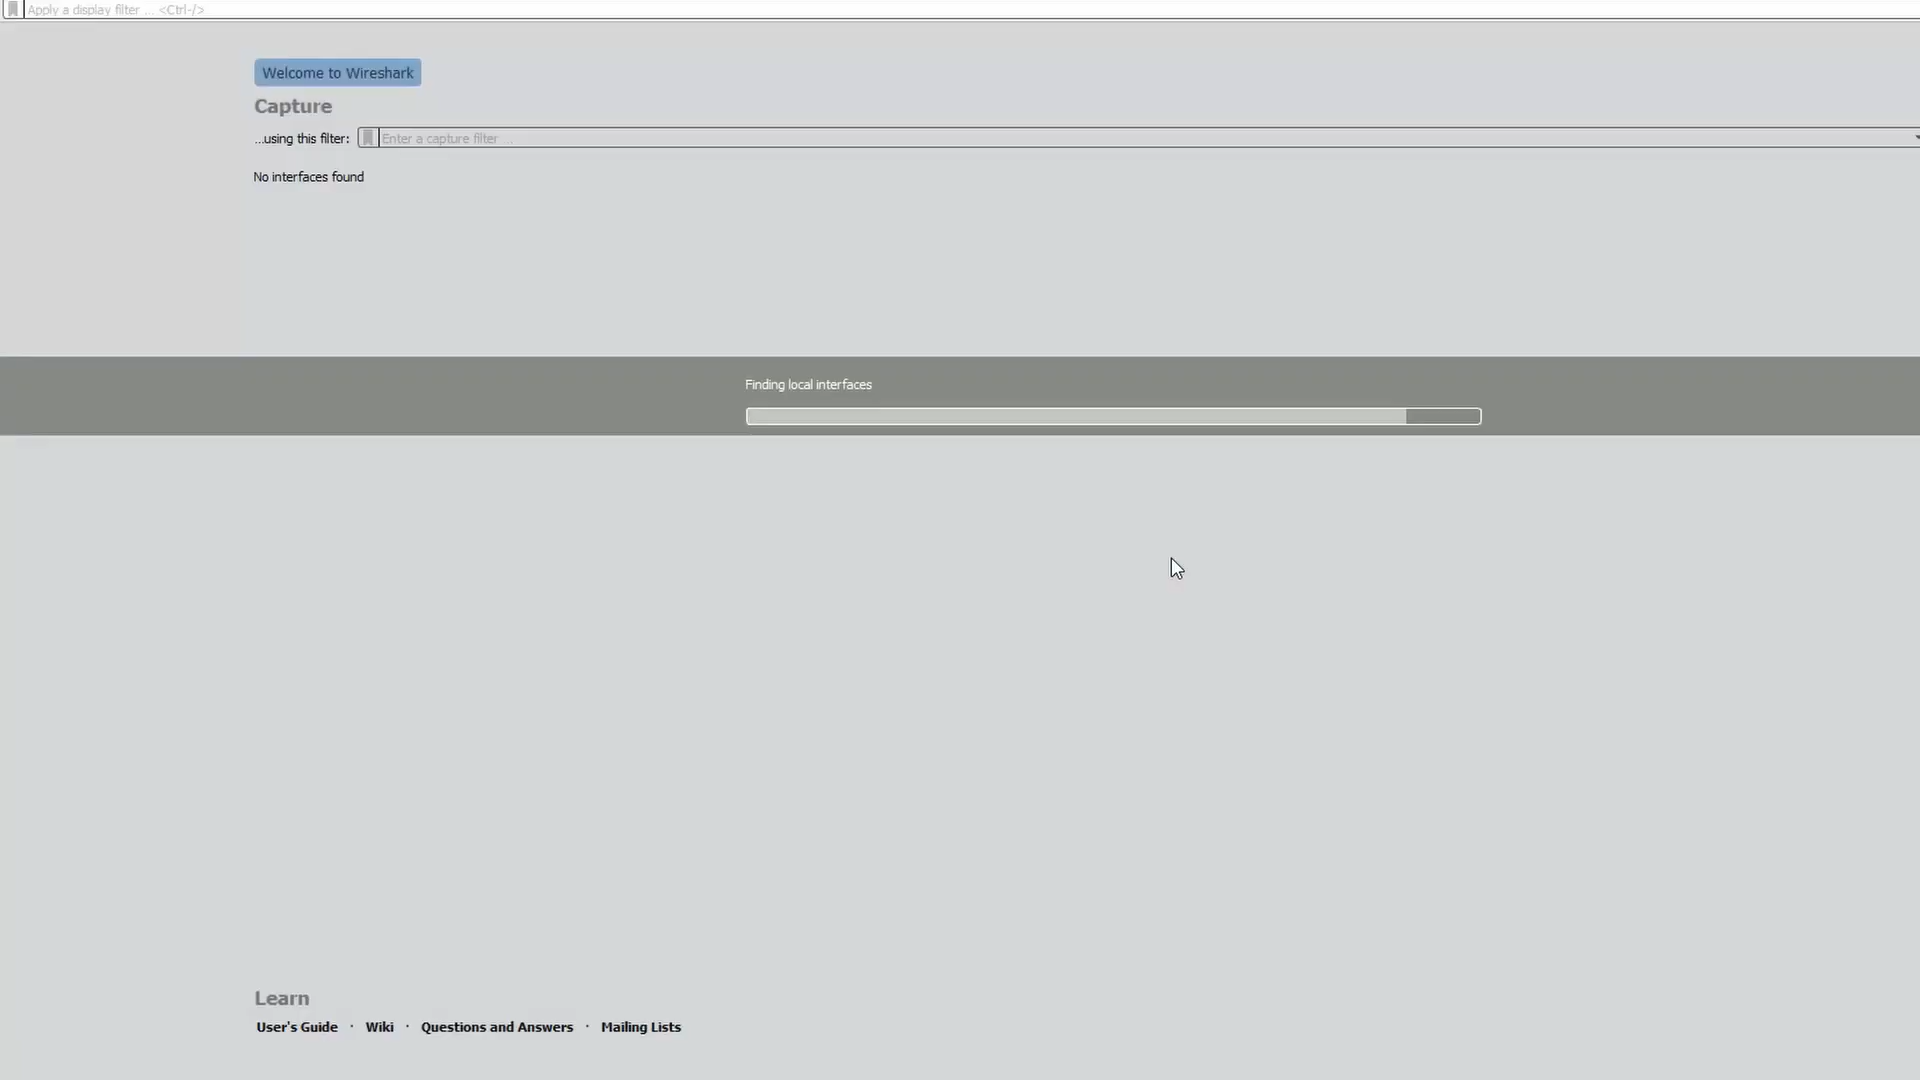 Apply a display filter ... <Ctrl-/>
Welcome to Wireshark
Capture
...using this filter: Enter a capture filter ...
No interfaces found
Finding local interfaces
Learn
User's Guide · Wiki · Questions and Answers · Mailing Lists